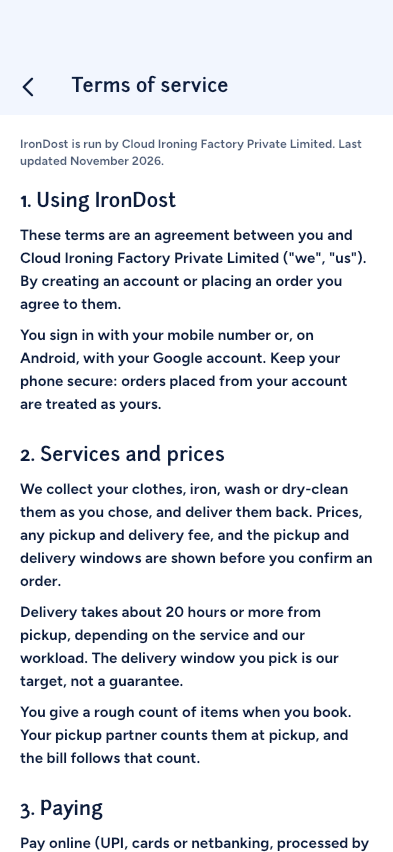 Terms of service
IronDost is run by Cloud Ironing Factory Private Limited. Last
updated November 2026.
1. Using IronDost
These terms are an agreement between you and
Cloud Ironing Factory Private Limited ("we", "us").
By creating an account or placing an order you
agree to them.
You sign in with your mobile number or, on
Android, with your Google account. Keep your
phone secure: orders placed from your account
are treated as yours.
2. Services and prices
We collect your clothes, iron, wash or dry-clean
them as you chose, and deliver them back. Prices,
any pickup and delivery fee, and the pickup and
delivery windows are shown before you confirm an
order.
Delivery takes about 20 hours or more from
pickup, depending on the service and our
workload. The delivery window you pick is our
target, not a guarantee.
You give a rough count of items when you book.
Your pickup partner counts them at pickup, and
the bill follows that count.
3. Paying
Pay online (UPI, cards or netbanking, processed by